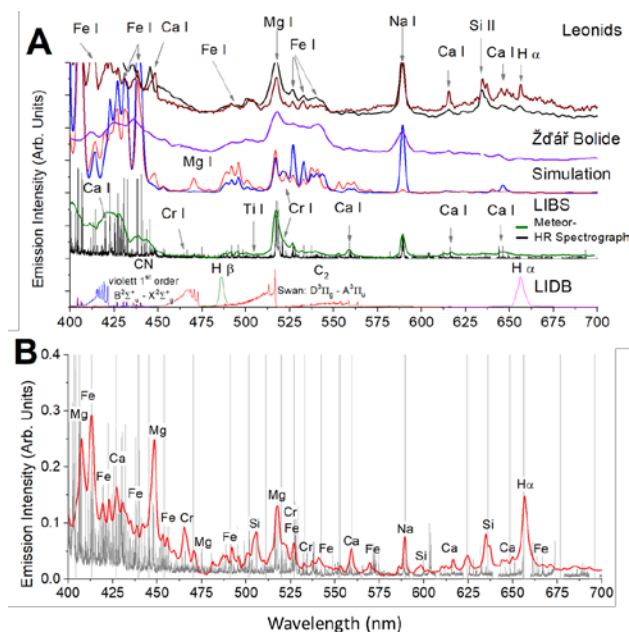 A
Leonids
Fe I
Fe I
Ca I
Fe I
Mg I
Fe I
Na I
Si II
Ca I
Ca I
H α
Žďář Bolide
Simulation
Mg I
LIBS
Meteor-
HR Spectrograph
Ca I
Cr I
Ti I
Cr I
Ca I
Ca I
Ca I
CN
violett 1st order
B²Σ⁺u - X²Σ⁺g
H β
C₂
Swan: D³Πg - A³Πu
LIDB
H α
Emission Intensity (Arb. Units)
400 425 450 475 500 525 550 575 600 625 650 675 700
B
Emission Intensity (Arb. Units)
0.4
0.3
0.2
0.1
0.0
Mg
Fe
Fe
Ca
Fe
Mg
Fe
Cr
Mg
Fe
Si
Mg
Cr
Fe
Cr
Fe
Ca
Fe
Na
Si
Ca
Si
Ca
Hα
Fe
400 425 450 475 500 525 550 575 600 625 650 675 700
Wavelength (nm)